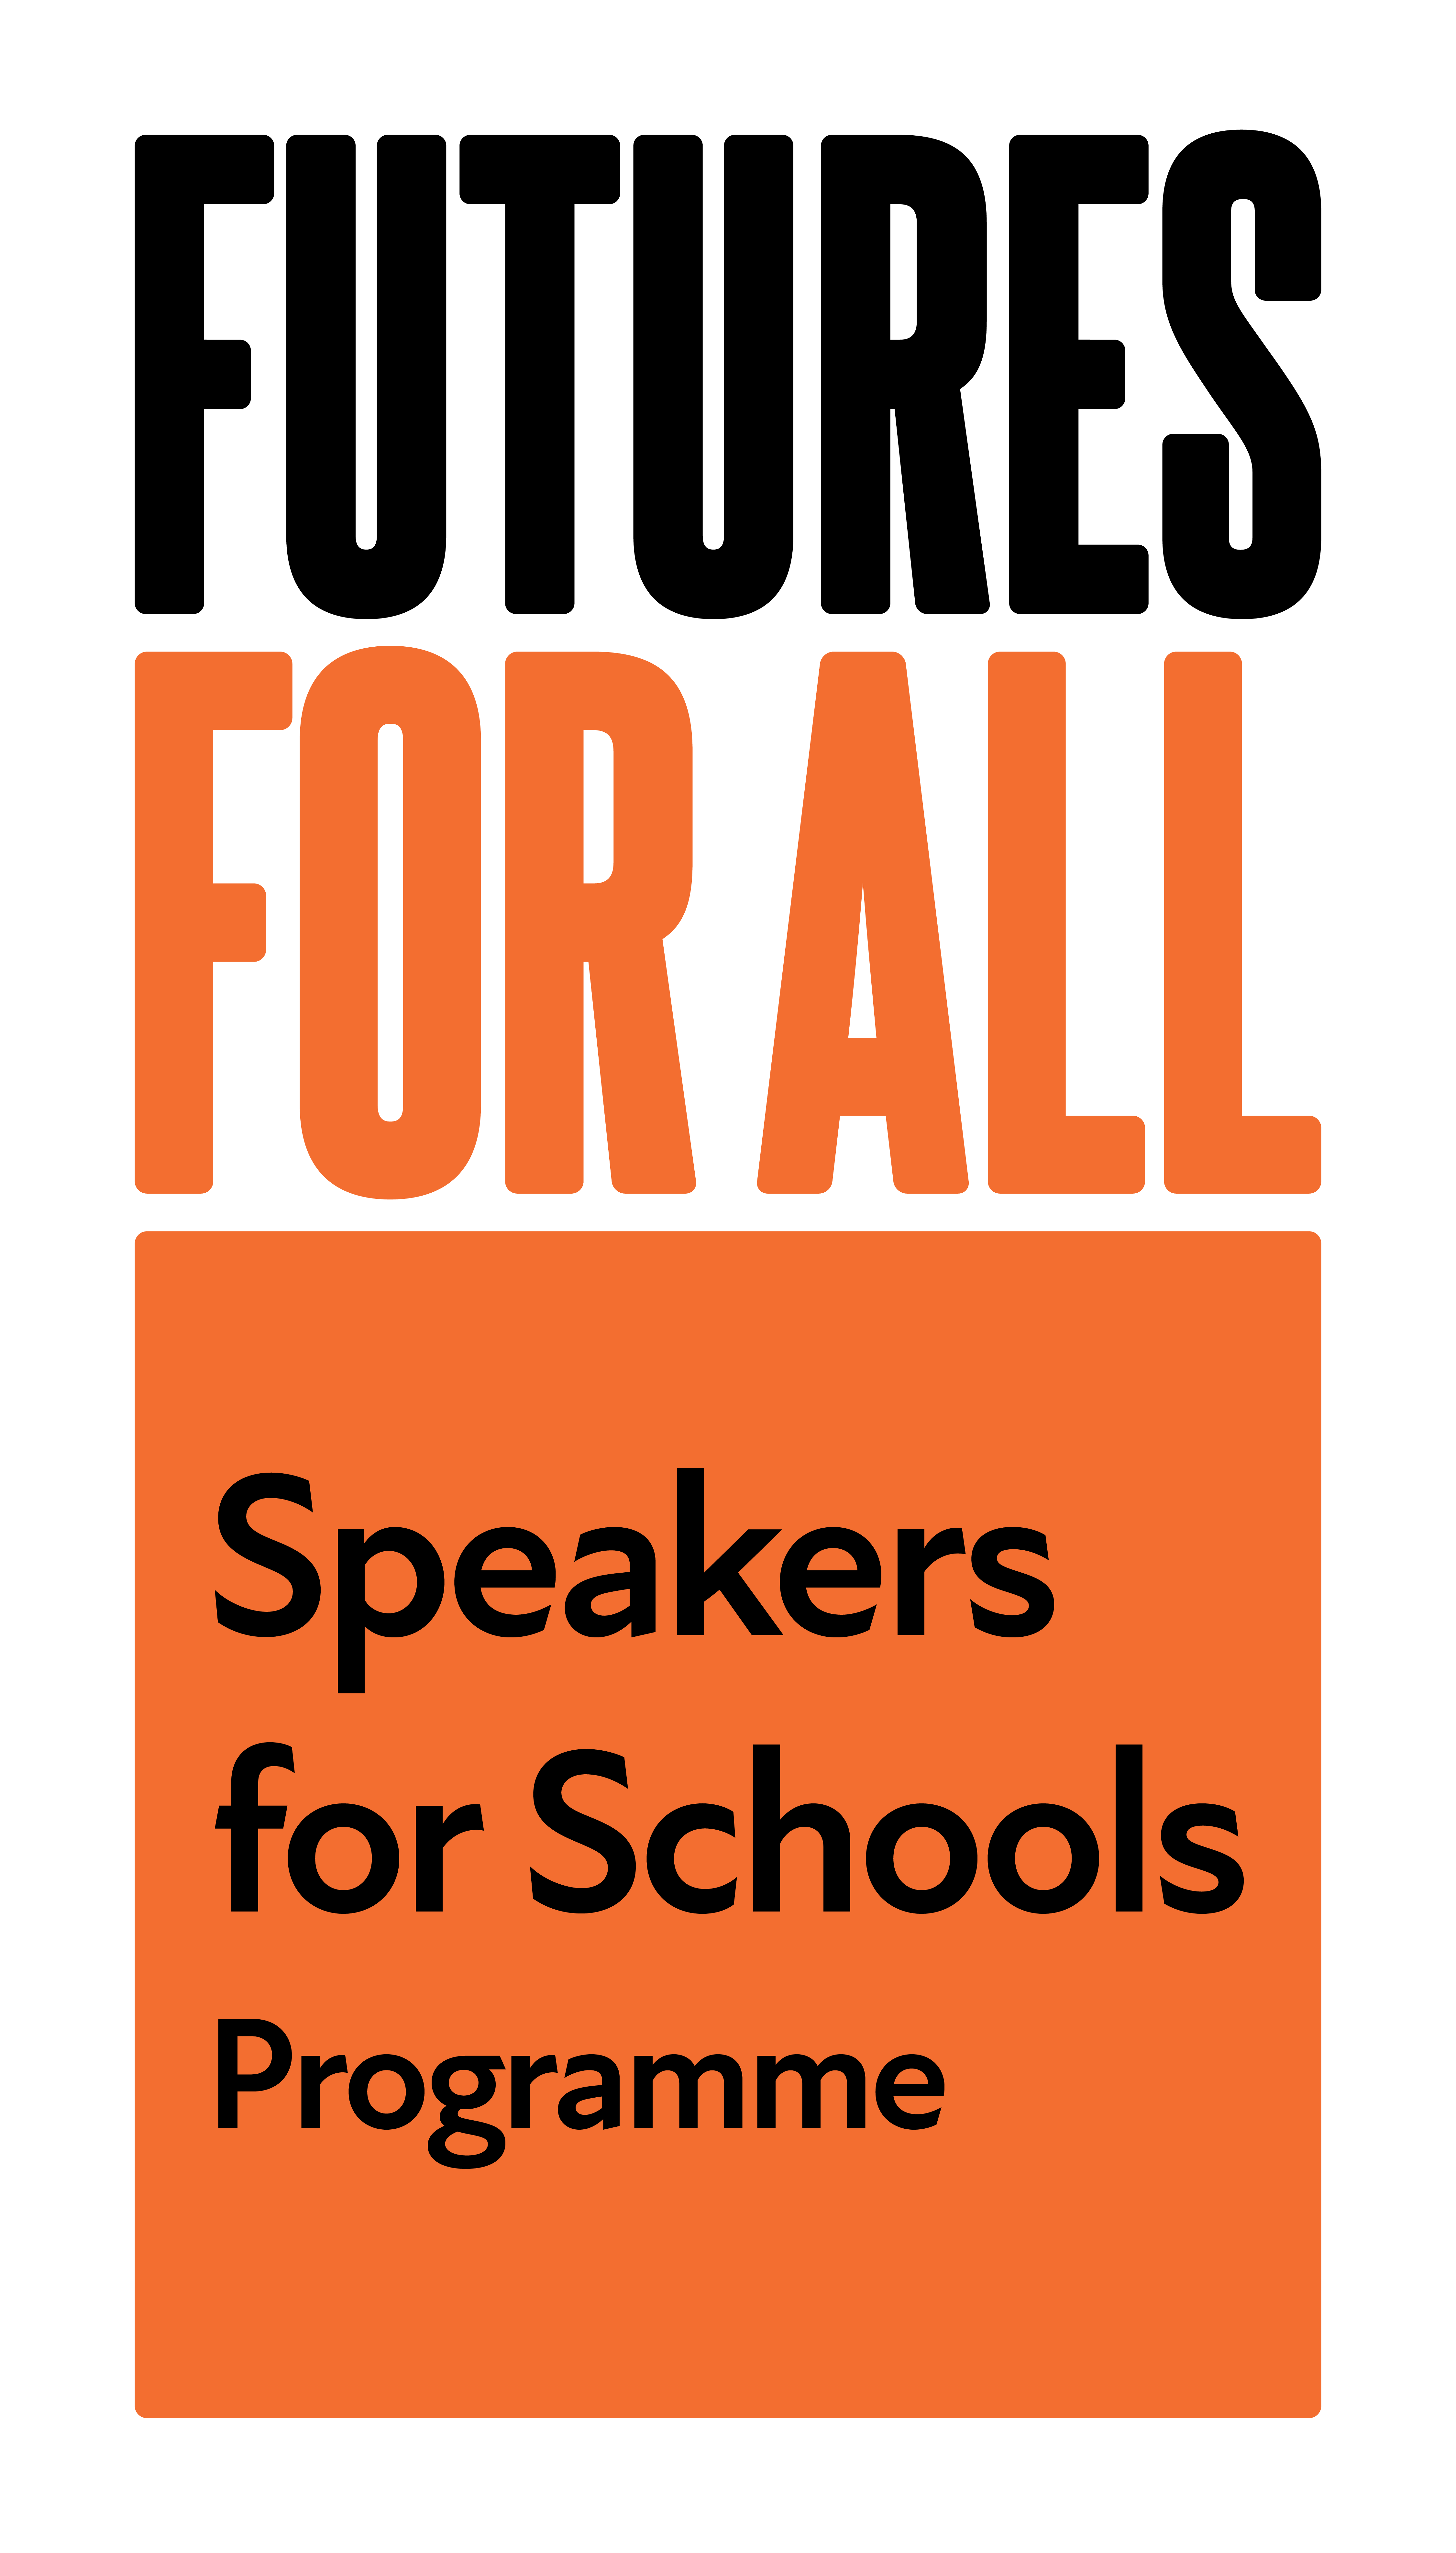 FUTURES
FOR ALL
Speakers
for Schools
Programme